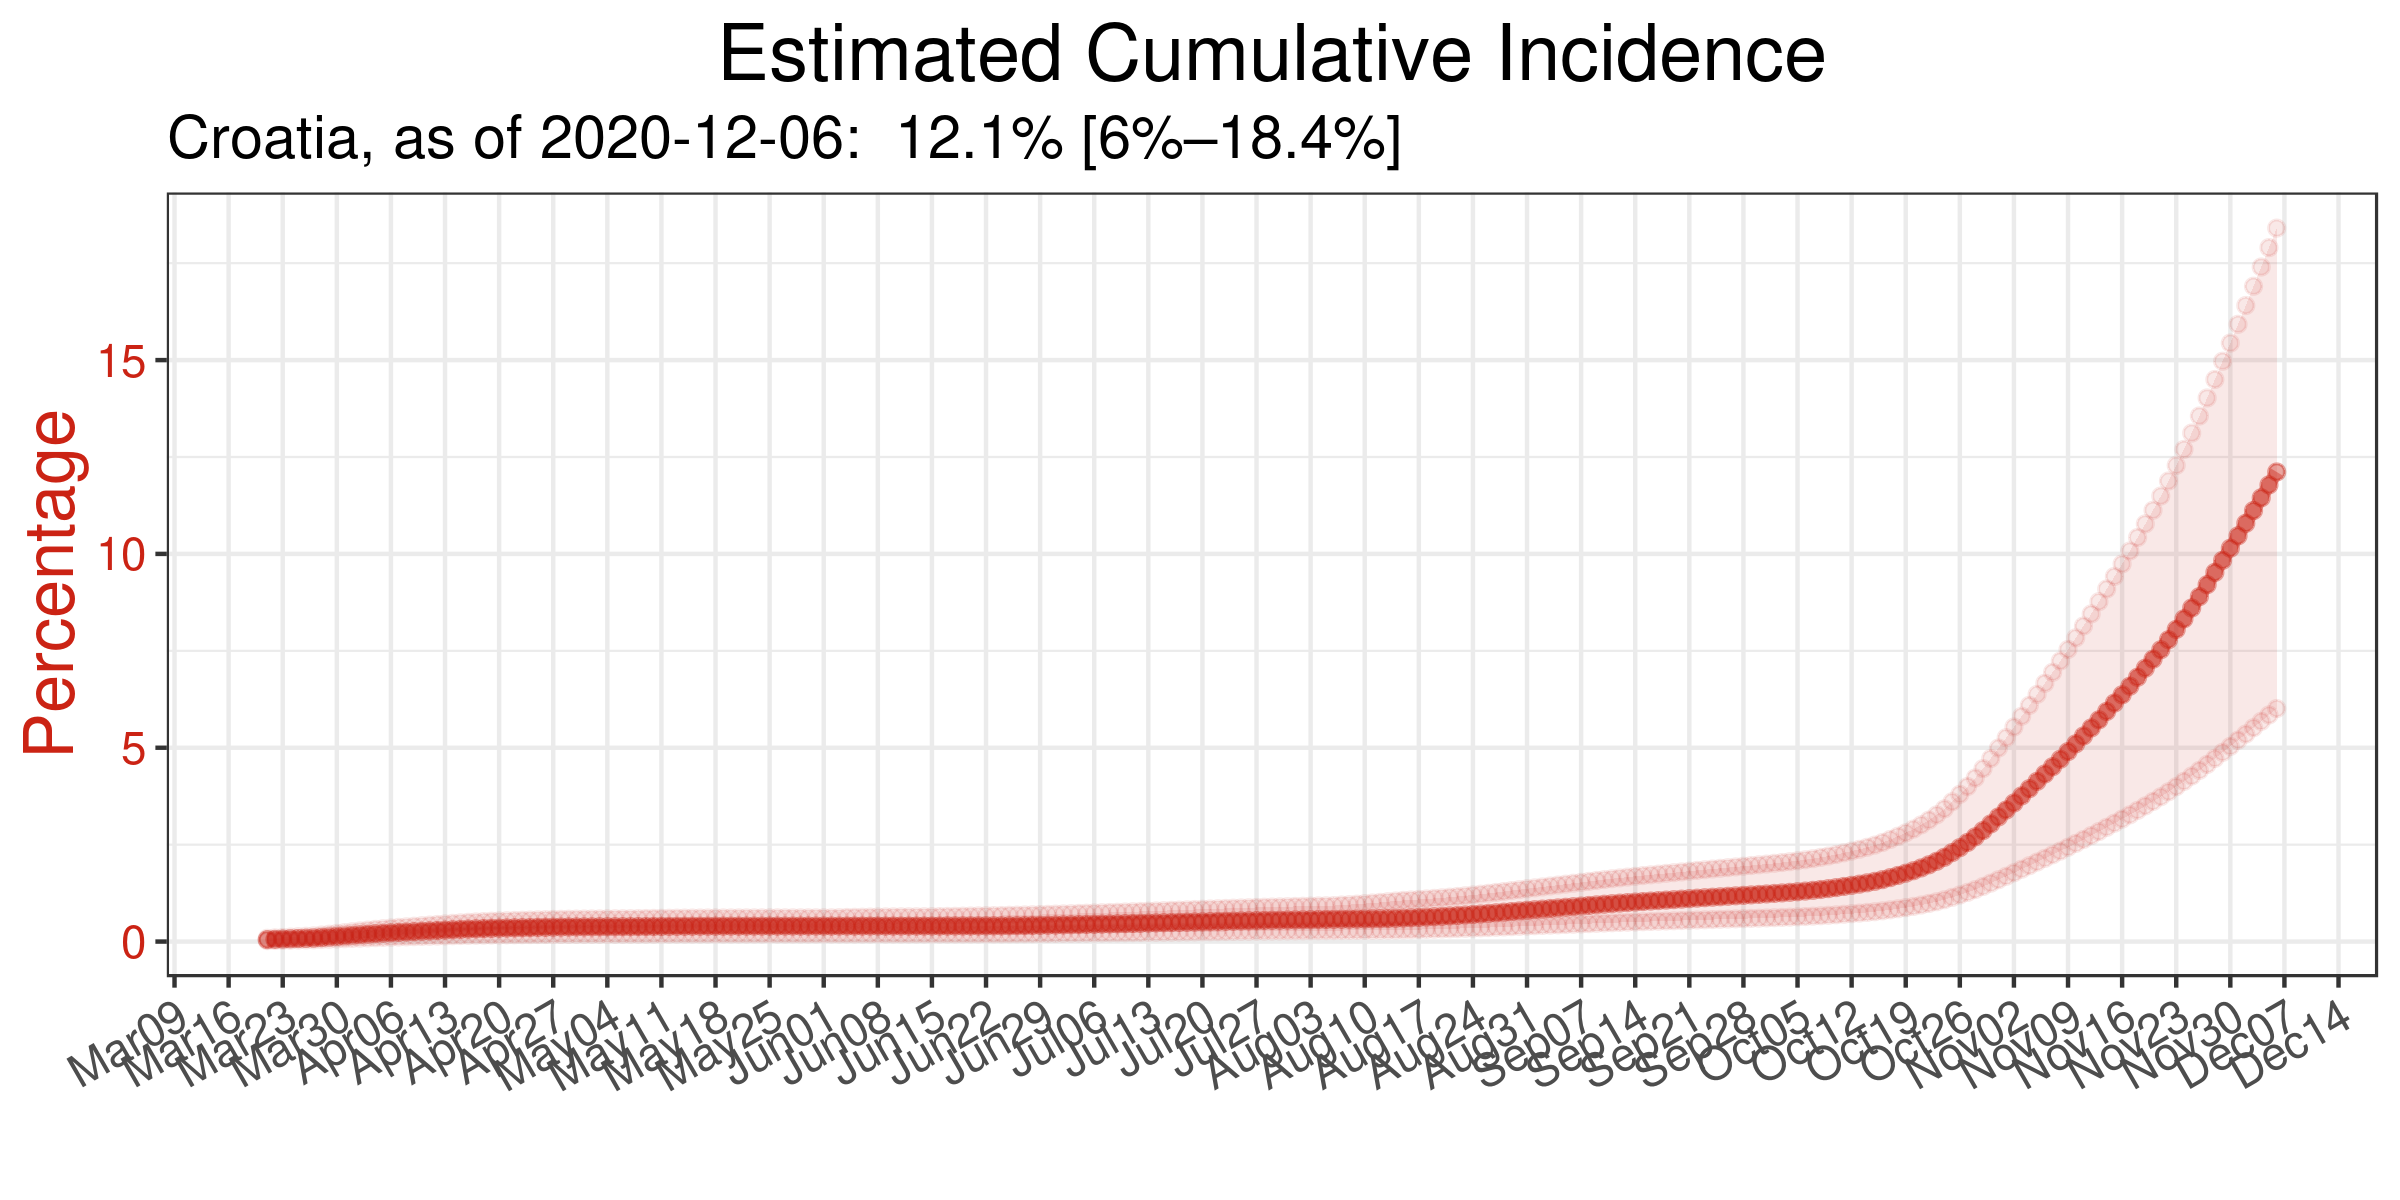 Estimated Cumulative Incidence
Croatia, as of 2020-12-06:  12.1% [6%–18.4%]
Percentage
15
10
5
0
Mar09
Mar16
Mar23
Mar30
Apr06
Apr13
Apr20
Apr27
May04
May11
May18
May25
Jun01
Jun08
Jun15
Jun22
Jun29
Jul06
Jul13
Jul20
Jul27
Aug03
Aug10
Aug17
Aug24
Aug31
Sep07
Sep14
Sep21
Sep28
Oct05
Oct12
Oct19
Oct26
Nov02
Nov09
Nov16
Nov23
Nov30
Dec07
Dec14